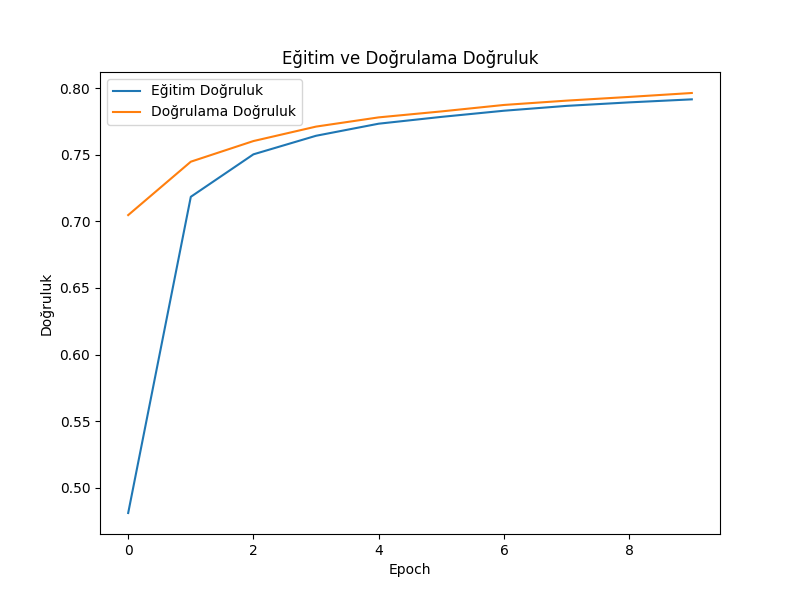 Eğitim ve Doğrulama Doğruluk
Eğitim Doğruluk
Doğrulama Doğruluk
0.80
0.75
0.70
0.65
0.60
0.55
0.50
Doğruluk
0 2 4 6 8
Epoch